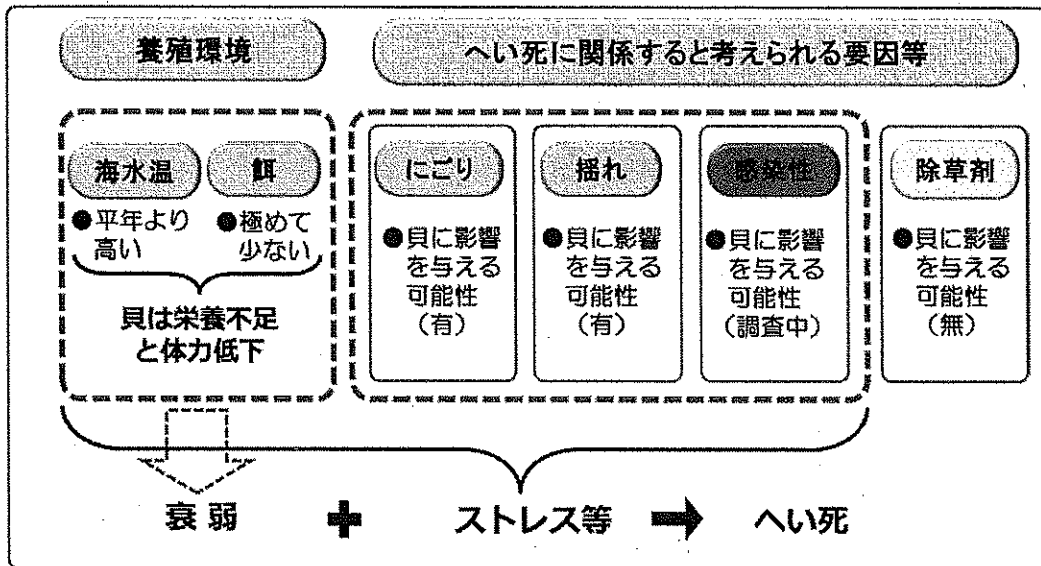 養殖環境
へい死に関係すると考えられる要因等
海水温
餌
●平年より
高い
●極めて
少ない
貝は栄養不足
と体力低下
にごり
●貝に影響
を与える
可能性
(有)
揺れ
●貝に影響
を与える
可能性
(有)
感染性
●貝に影響
を与える
可能性
(調査中)
除草剤
●貝に影響
を与える
可能性
(無)
衰弱
+
ストレス等
へい死